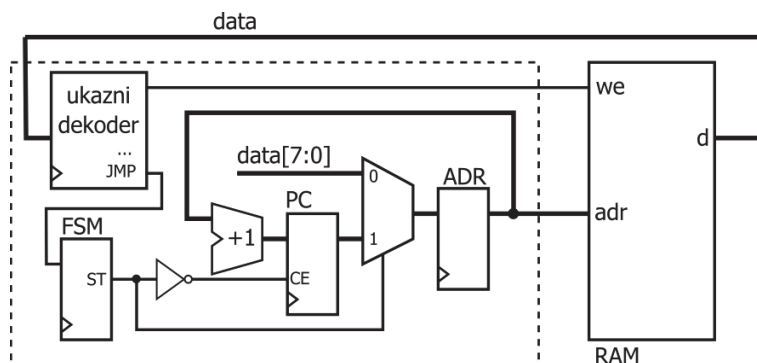 data
ukazni
dekoder
...
JMP
we
d
data[7:0]
0
ADR
PC
FSM
+1
1
adr
ST
CE
RAM